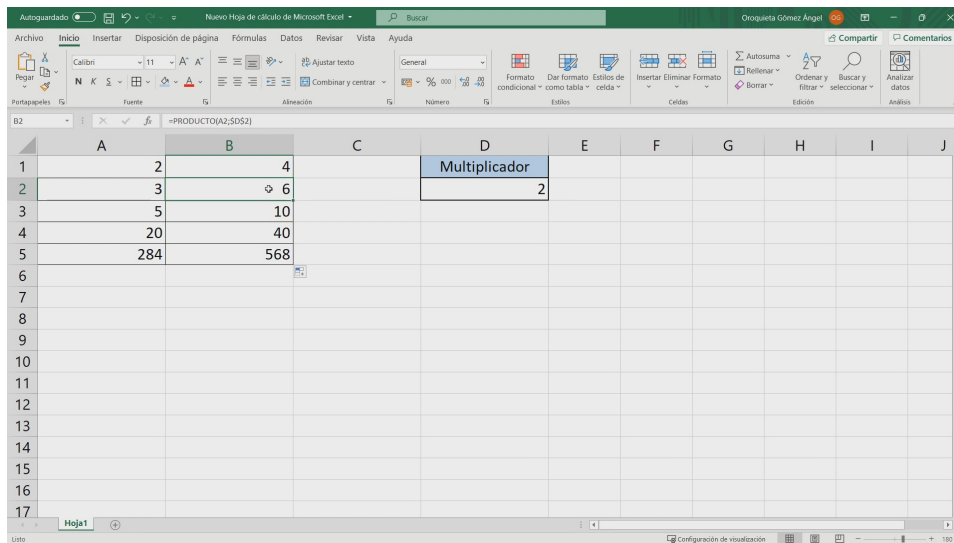 Autoguardado
Nuevo Hoja de cálculo de Microsoft Excel
Buscar
Oroquieta Gómez Ángel OG
Archivo Inicio Insertar Disposición de página Fórmulas Datos Revisar Vista Ayuda
Compartir Comentarios
Pegar
Calibri 11 A^ A˅
N K S A
Ajustar texto
Combinar y centrar
General
% 000
Formato condicional
Dar formato como tabla
Estilos de celda
Insertar Eliminar Formato
Autosuma
Rellenar
Borrar
Ordenar y filtrar
Buscar y seleccionar
Analizar datos
Portapapeles Fuente Alineación Número Estilos Celdas Edición Análisis
B2 fx =PRODUCTO(A2;$D$2)
A B C D E F G H I J
1 2 4 Multiplicador
2 3 6 2
3 5 10
4 20 40
5 284 568
6
7
8
9
10
11
12
13
14
15
16
17
Hoja1
Listo Configuración de visualización - + 180